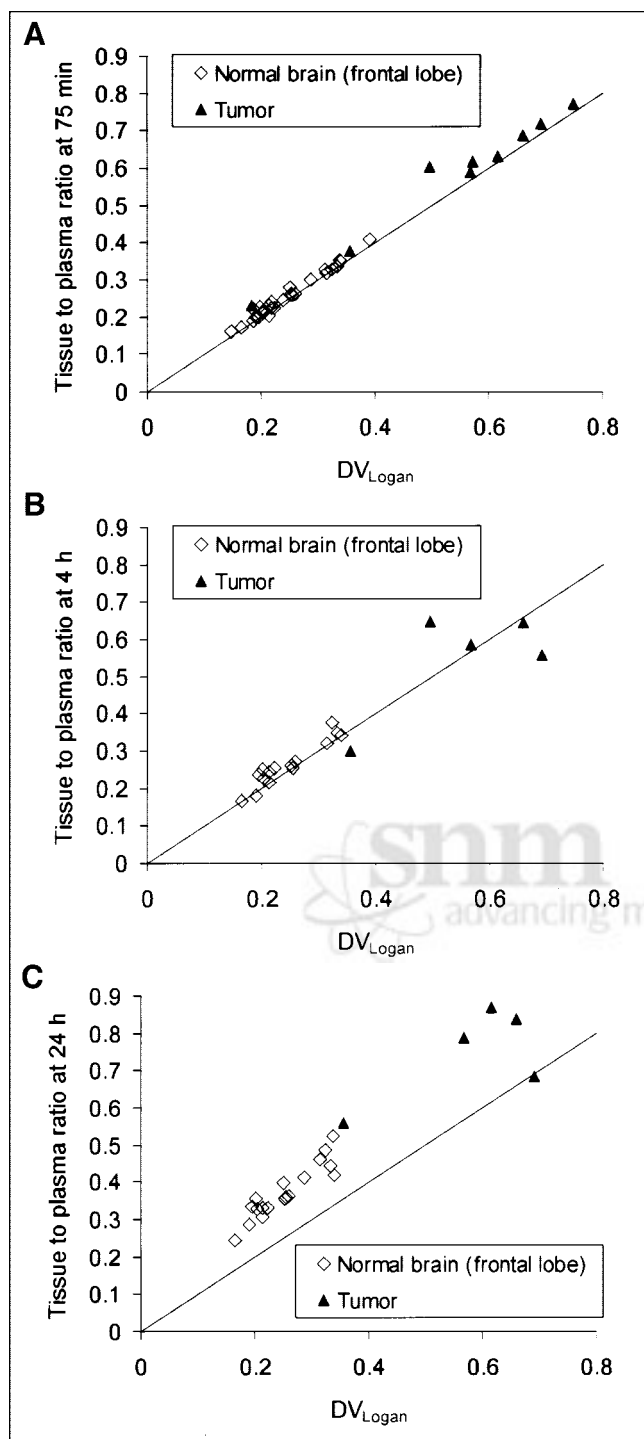 A
Tissue to plasma ratio at 75 min
0.9
0.8
0.7
0.6
0.5
0.4
0.3
0.2
0.1
0
◇ Normal brain (frontal lobe)
▲ Tumor
0 0.2 0.4 0.6 0.8
DVLogan
B
Tissue to plasma ratio at 4 h
0.9
0.8
0.7
0.6
0.5
0.4
0.3
0.2
0.1
0
◇ Normal brain (frontal lobe)
▲ Tumor
0 0.2 0.4 0.6 0.8
DVLogan
snm
advancing m
C
Tissue to plasma ratio at 24 h
0.9
0.8
0.7
0.6
0.5
0.4
0.3
0.2
0.1
0
◇ Normal brain (frontal lobe)
▲ Tumor
0 0.2 0.4 0.6 0.8
DVLogan